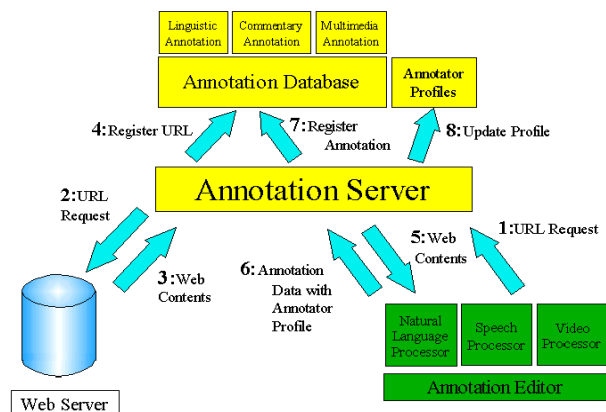 Linguistic
Annotation
Commentary
Annotation
Multimedia
Annotation
Annotation Database
Annotator
Profiles
4:Register URL
7:Register
Annotation
8:Update Profile
Annotation Server
2:URL
Request
3:Web
Contents
6:Annotation
Data with
Annotator
Profile
5:Web
Contents
1:URL Request
Natural
Language
Processor
Speech
Processor
Video
Processor
Annotation Editor
Web Server